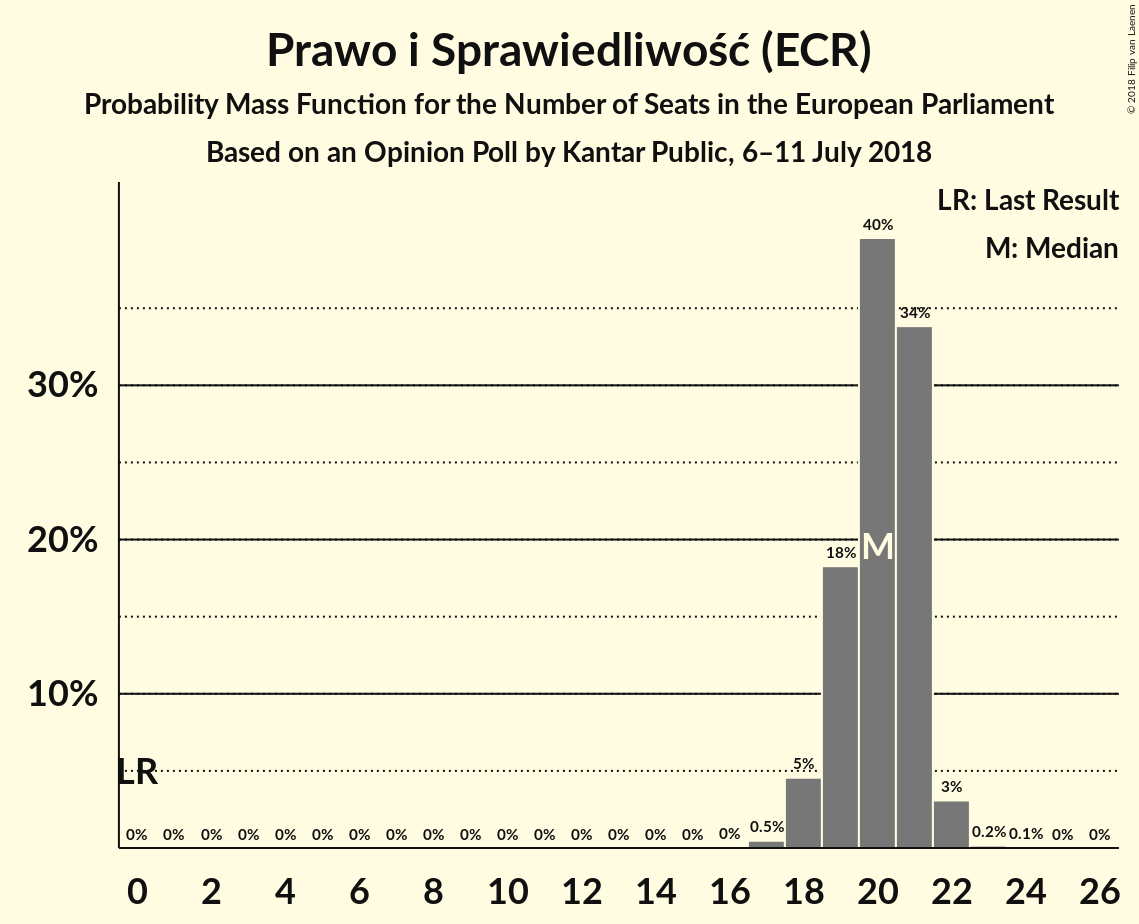 Prawo i Sprawiedliwość (ECR)
Probability Mass Function for the Number of Seats in the European Parliament
Based on an Opinion Poll by Kantar Public, 6–11 July 2018
© 2018 Filip van Laenen
LR: Last Result
M: Median
40%
34%
30%
20%
18%
M
10%
LR
5%
3%
0% 0% 0% 0% 0% 0% 0% 0% 0% 0% 0% 0% 0% 0% 0% 0% 0% 0.5% 0.2% 0.1% 0% 0%
0 2 4 6 8 10 12 14 16 18 20 22 24 26